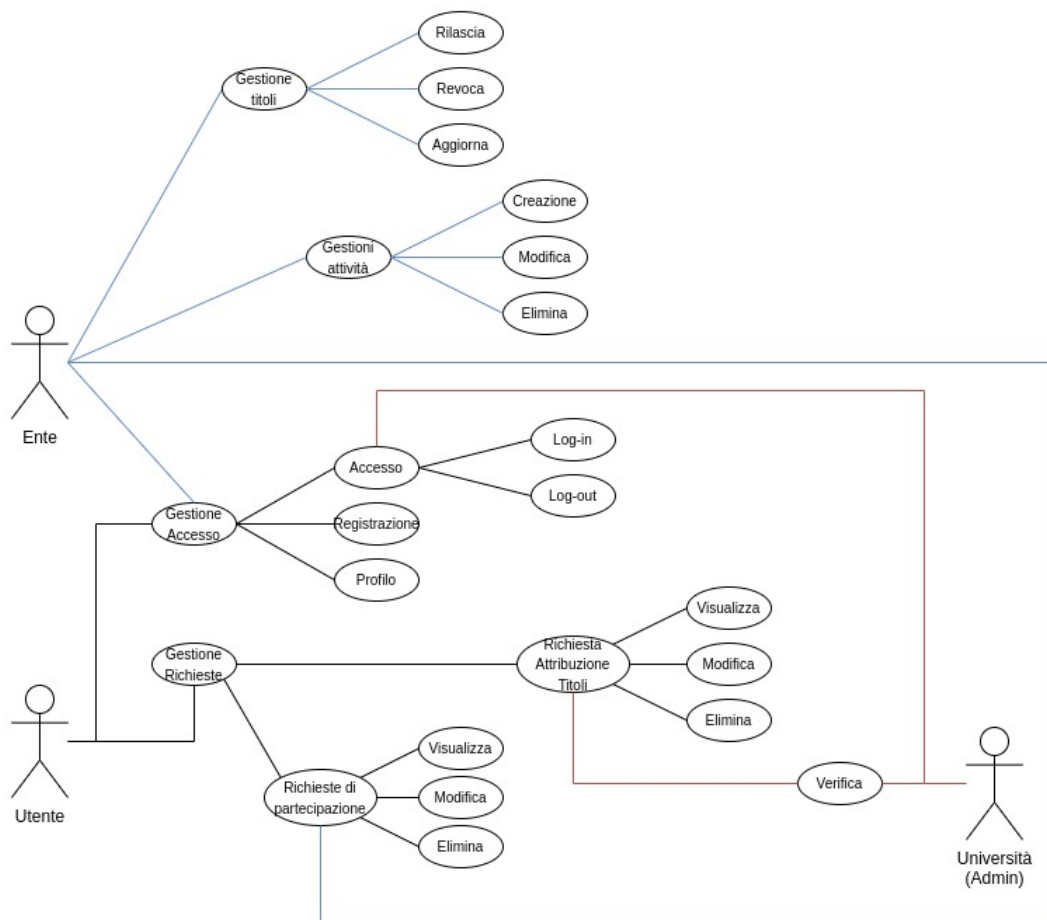 Rilascia
Gestione
titoli
Revoca
Aggiorna
Creazione
Gestioni
attività
Modifica
Elimina
Ente
Log-in
Accesso
Log-out
Gestione
Accesso
Registrazione
Profilo
Visualizza
Gestione
Richieste
Richiesta
Attribuzione
Titoli
Modifica
Elimina
Visualizza
Richieste di
partecipazione
Modifica
Elimina
Verifica
Utente
Università
(Admin)